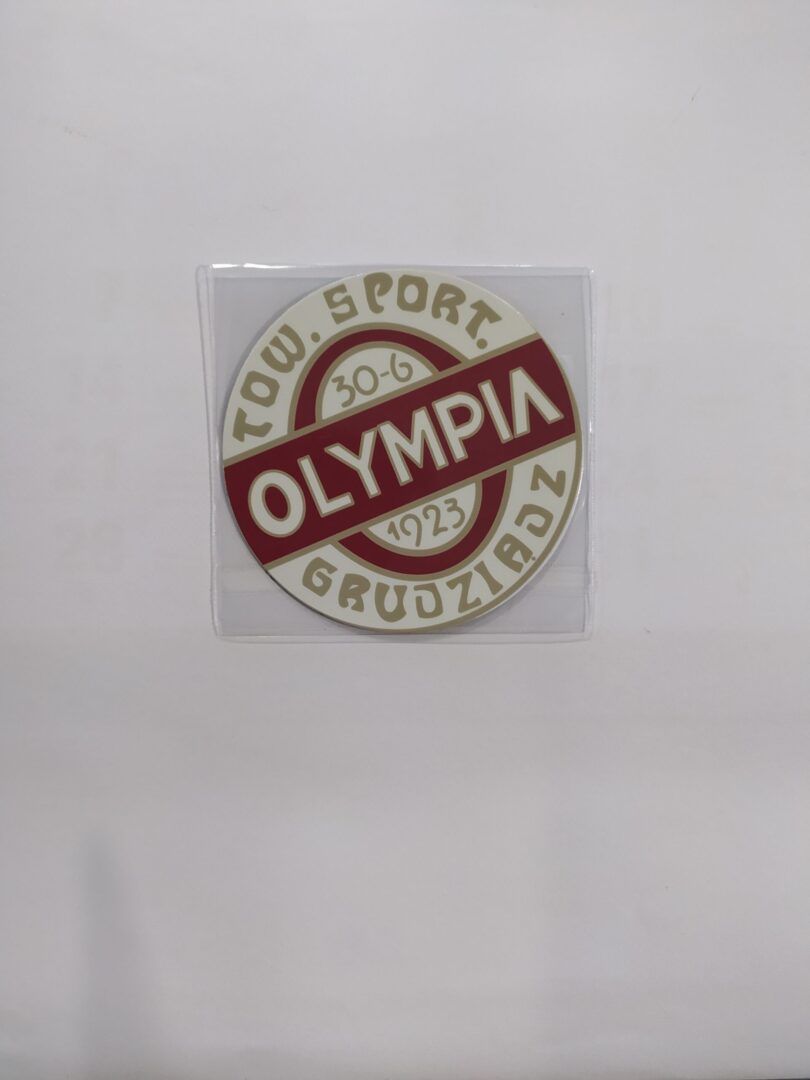 TOW. SPORT.
30-6
OLYMPIA
1923
GRUDZIĄDZ